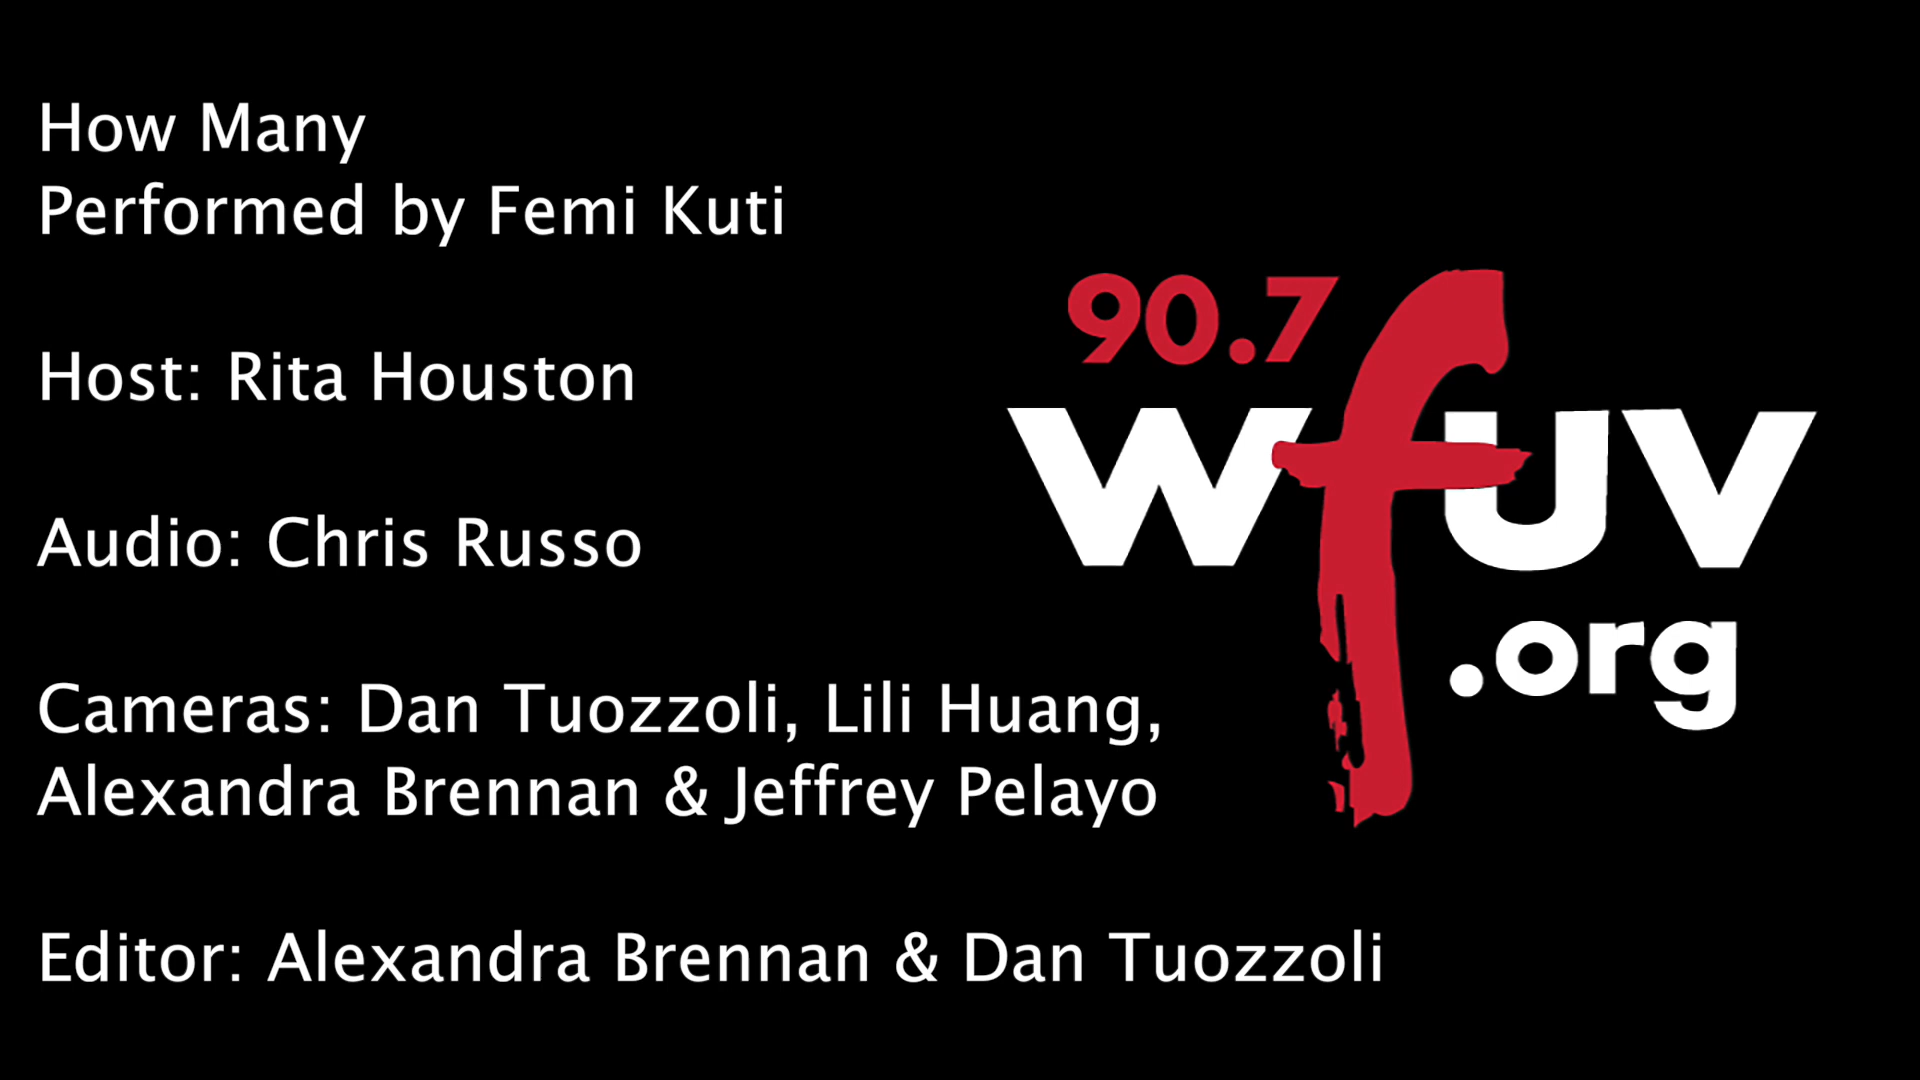 How Many
Performed by Femi Kuti
Host: Rita Houston
Audio: Chris Russo
Cameras: Dan Tuozzoli, Lili Huang,
Alexandra Brennan & Jeffrey Pelayo
Editor: Alexandra Brennan & Dan Tuozzoli
90.7
wfuv
.org